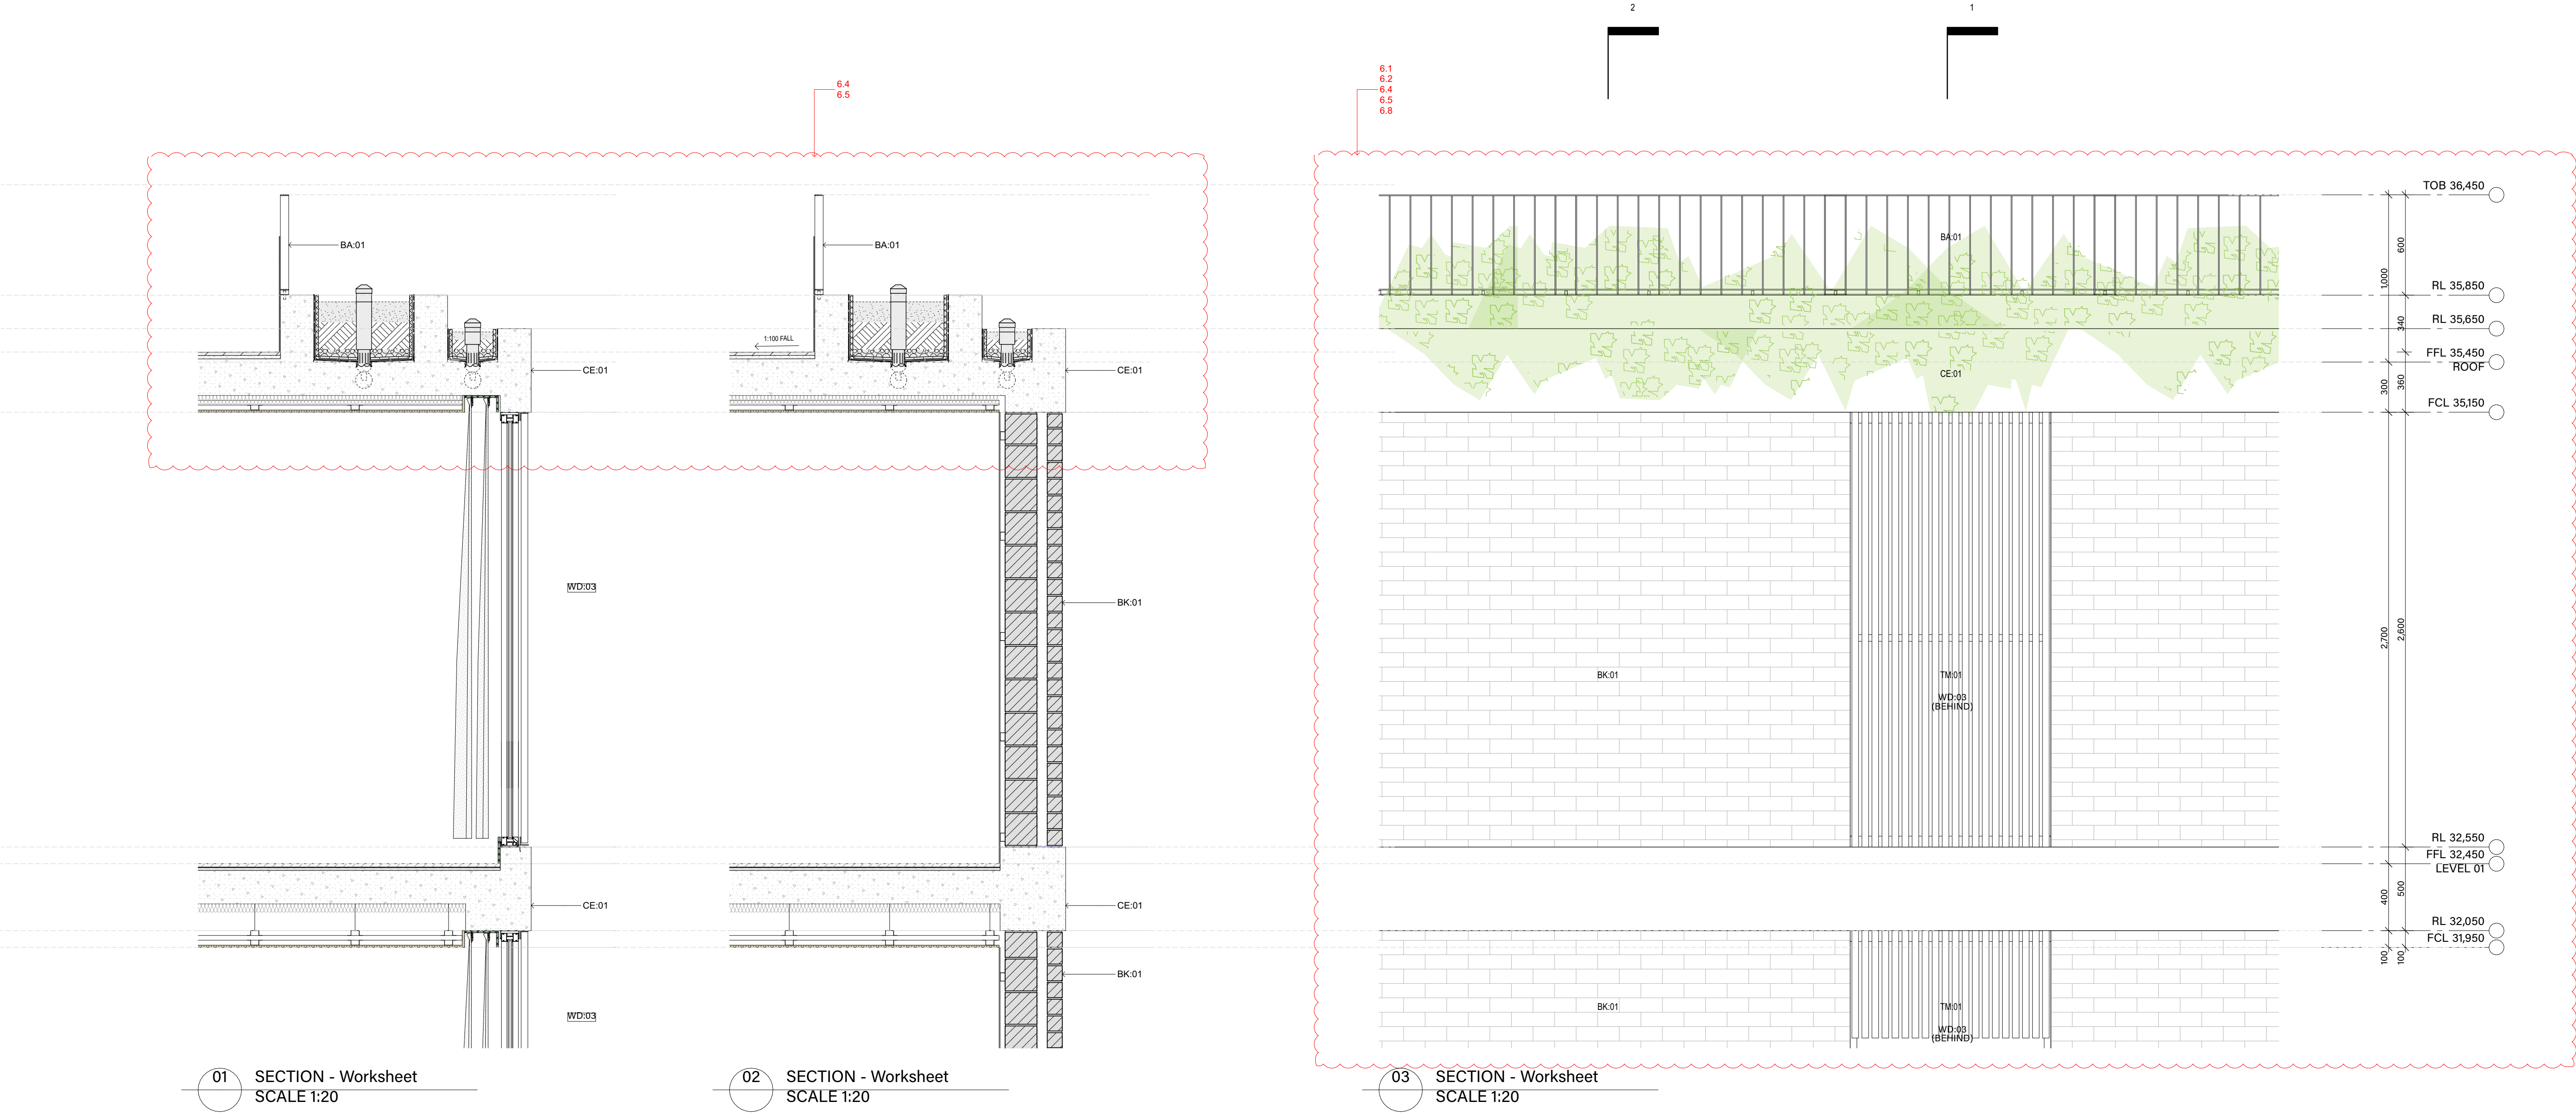 2
1
6.4
6.5
6.1
6.2
6.4
6.5
6.8
BA:01
BA:01
1:100 FALL
CE:01
CE:01
WD:03
BK:01
CE:01
CE:01
BK:01
WD:03
BA:01
CE:01
BK:01
TM:01
WD:03
(BEHIND)
BK:01
TM:01
WD:03
(BEHIND)
TOB 36,450
600
1,000
RL 35,850
RL 35,650
340
FFL 35,450
ROOF
360
300
FCL 35,150
2,700
2,600
RL 32,550
FFL 32,450
LEVEL 01
500
400
RL 32,050
FCL 31,950
100
100
01
SECTION - Worksheet
SCALE 1:20
02
SECTION - Worksheet
SCALE 1:20
03
SECTION - Worksheet
SCALE 1:20